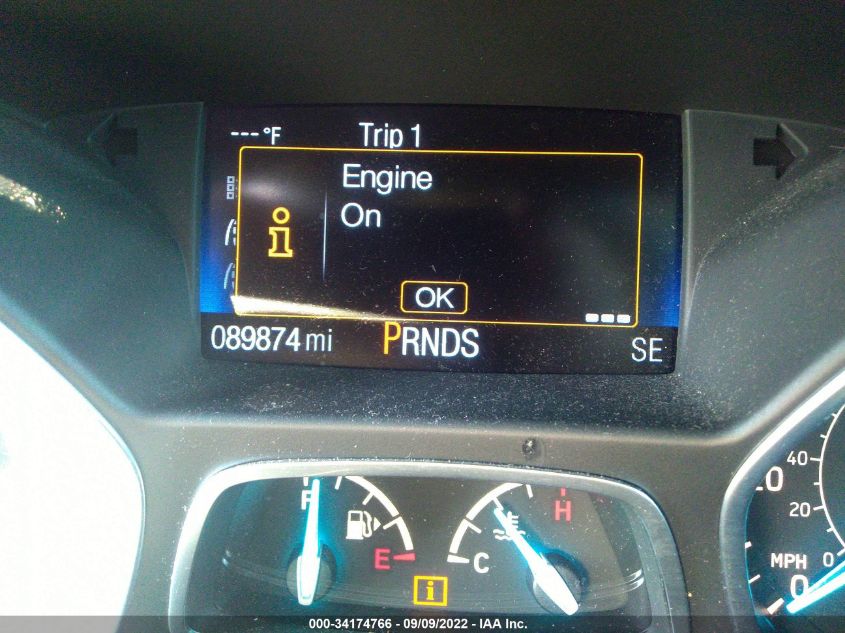 --- °F Trip 1
Engine
On
OK
089874 mi PRNDS SE
F
E
C
H
40
20
0
MPH
0
000-34174766 - 09/09/2022 - IAA Inc.